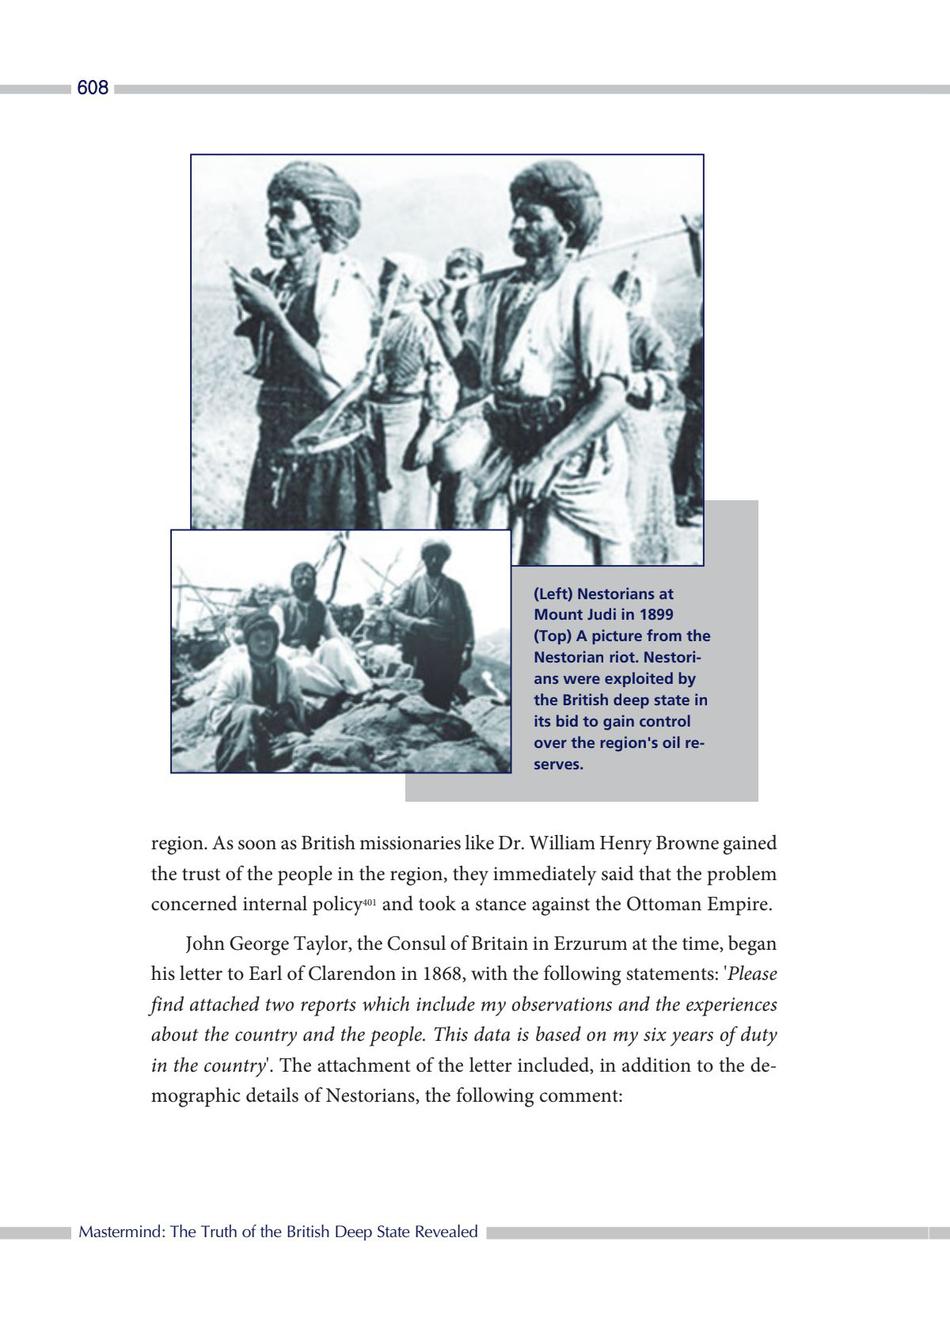 608
(Left) Nestorians at
Mount Judi in 1899
(Top) A picture from the
Nestorian riot. Nestori-
ans were exploited by
the British deep state in
its bid to gain control
over the region's oil re-
serves.
region. As soon as British missionaries like Dr. William Henry Browne gained
the trust of the people in the region, they immediately said that the problem
concerned internal policy401 and took a stance against the Ottoman Empire.
John George Taylor, the Consul of Britain in Erzurum at the time, began
his letter to Earl of Clarendon in 1868, with the following statements: 'Please
find attached two reports which include my observations and the experiences
about the country and the people. This data is based on my six years of duty
in the country'. The attachment of the letter included, in addition to the de-
mographic details of Nestorians, the following comment:
Mastermind: The Truth of the British Deep State Revealed